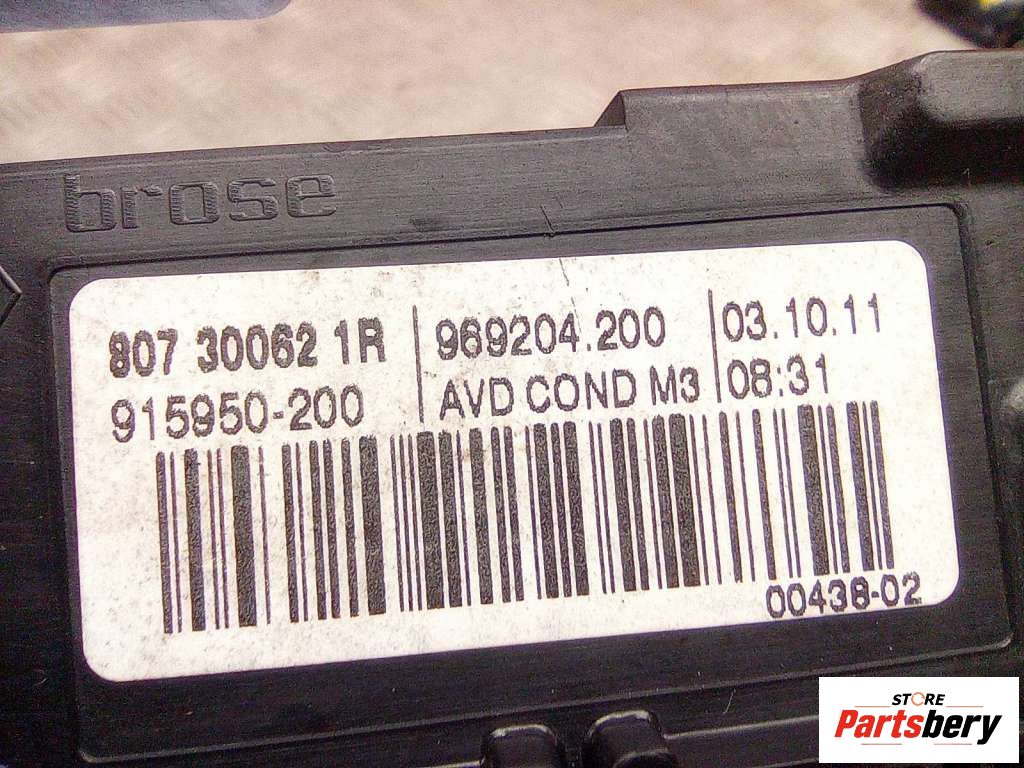 brose
807 30062 1R
969204.200
03.10.11
915950-200
AVD COND M3
08:31
00438-02
STORE
Partsbery